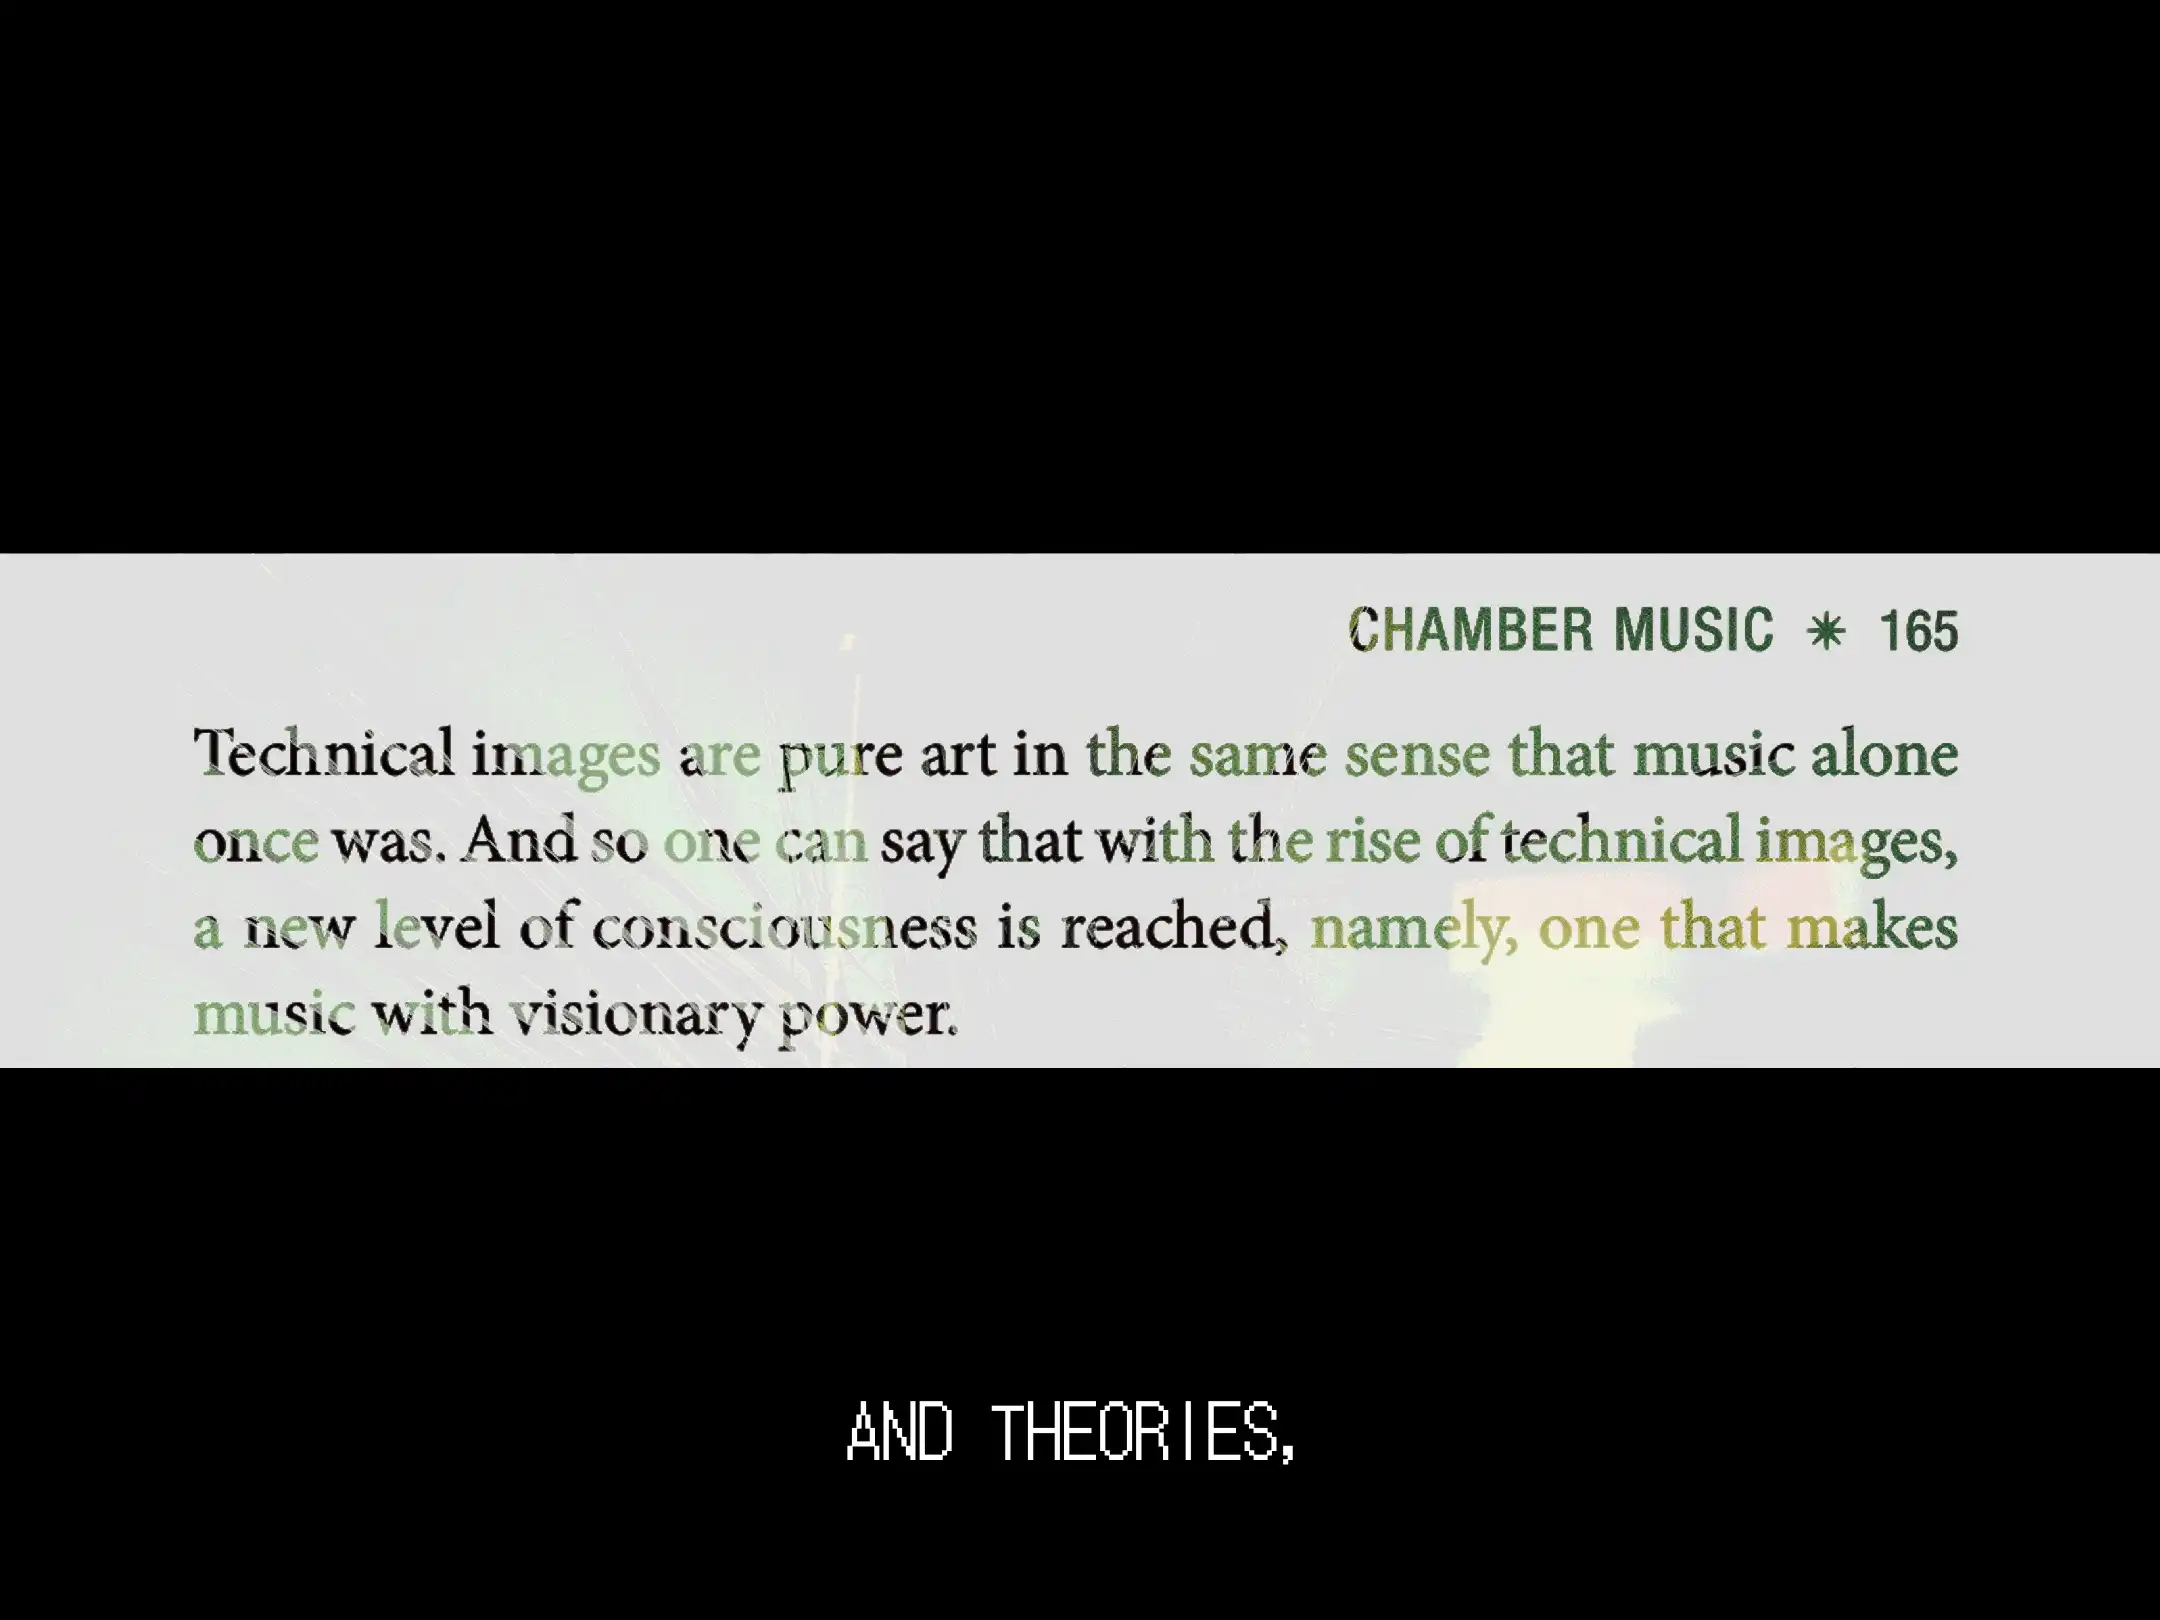 CHAMBER MUSIC ✷ 165
Technical images are pure art in the same sense that music alone
once was. And so one can say that with the rise of technical images,
a new level of consciousness is reached, namely, one that makes
music with visionary power.
AND THEORIES,